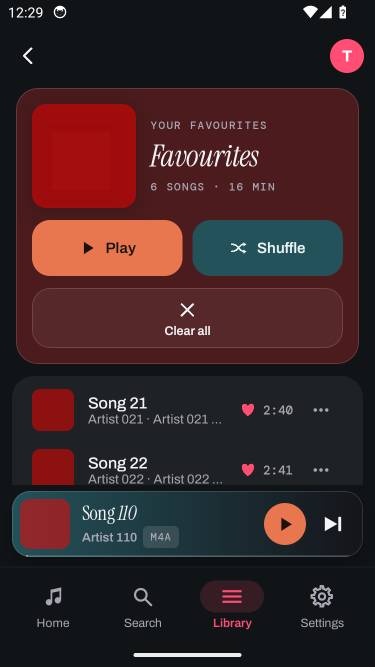 12:29
T
YOUR FAVOURITES
Favourites
6 SONGS · 16 MIN
Play
Shuffle
Clear all
Song 21
Artist 021 · Artist 021 ...
2:40
Song 22
Artist 022 · Artist 022 ...
2:41
Song 110
Artist 110 M4A
Home
Search
Library
Settings